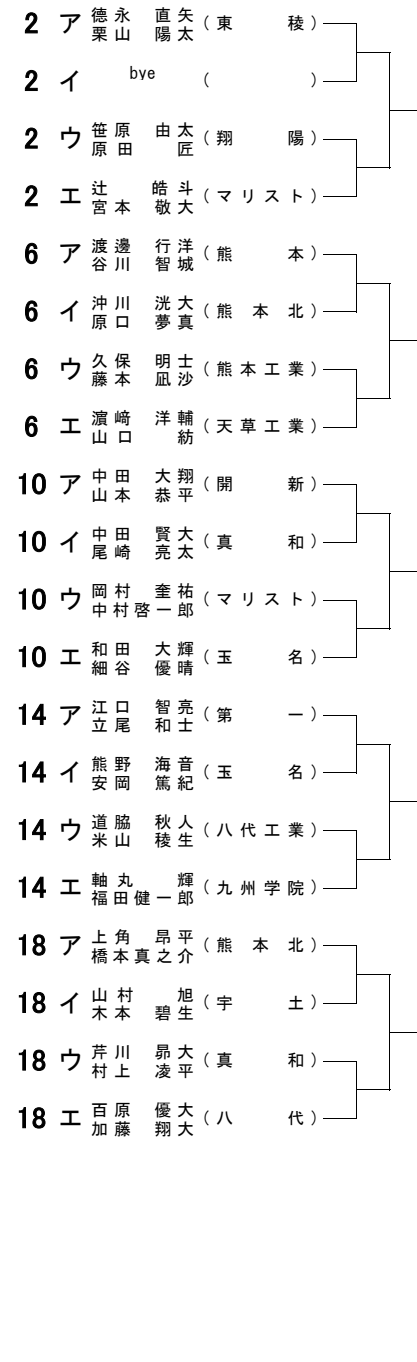 2 ア 徳永 直矢 (東 稜)
栗山 陽太
2 イ bye ( )
2 ウ 笹原 由太 (翔 陽)
原田 匠
2 エ 辻 皓斗 (マリスト)
宮本 敬大
6 ア 渡邊 行洋 (熊 本)
谷川 智城
6 イ 沖川 洸大 (熊 本 北)
原口 夢真
6 ウ 久保 明士 (熊本工業)
藤本 凪沙
6 エ 濵﨑 洋輔 (天草工業)
山口 紡
10 ア 中田 大翔 (開 新)
山本 恭平
10 イ 中田 賢大 (真 和)
尾崎 亮太
10 ウ 岡村 奎祐 (マリスト)
中村啓一郎
10 エ 和田 大輝 (玉 名)
細谷 優晴
14 ア 江口 智亮 (第 一)
立尾 和士
14 イ 熊野 海音 (玉 名)
安岡 篤紀
14 ウ 道脇 秋人 (八代工業)
米山 稜生
14 エ 軸丸 輝 (九州学院)
福田健一郎
18 ア 上角 昂平 (熊 本 北)
橋本真之介
18 イ 山村 旭 (宇 土)
木本 碧生
18 ウ 芹川 昴大 (真 和)
村上 凌平
18 エ 百原 優大 (八 代)
加藤 翔大